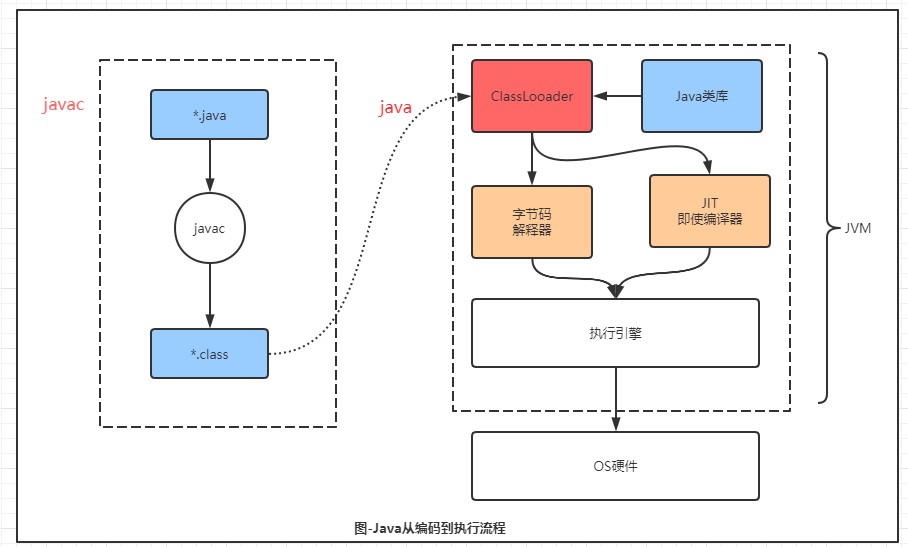 javac
*.java
javac
*.class
java
ClassLooader
Java类库
字节码
解释器
JIT
即使编译器
执行引擎
JVM
OS硬件
图-Java从编码到执行流程